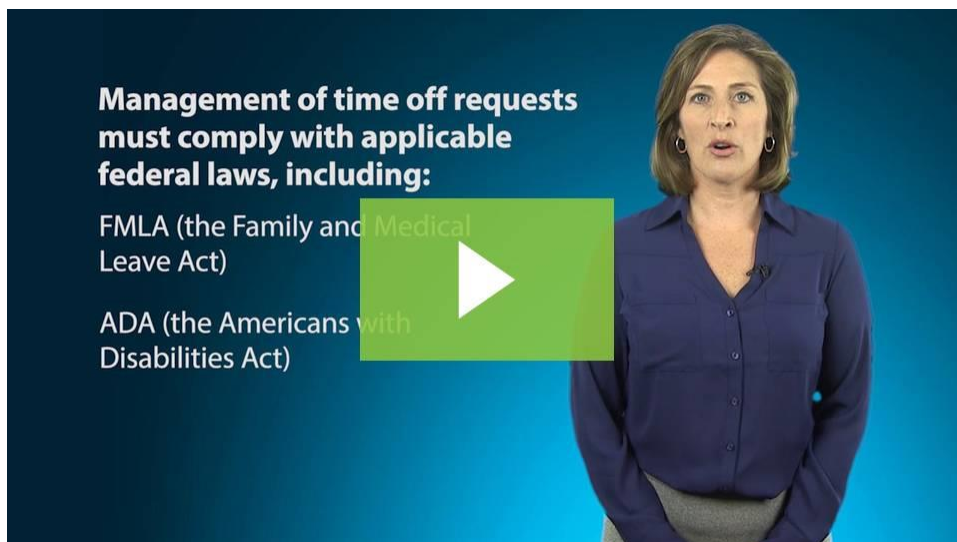 Management of time off requests
must comply with applicable
federal laws, including:
FMLA (the Family and Medical
Leave Act)
ADA (the Americans with
Disabilities Act)